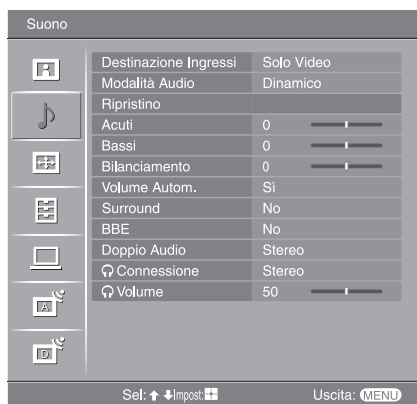 Suono
Destinazione Ingressi Solo Video
Modalità Audio Dinamico
Ripristino
Acuti 0
Bassi 0
Bilanciamento 0
Volume Autom. Sì
Surround No
BBE No
Doppio Audio Stereo
Connessione Stereo
Volume 50
A
D
Sel: Impost: Uscita: MENU